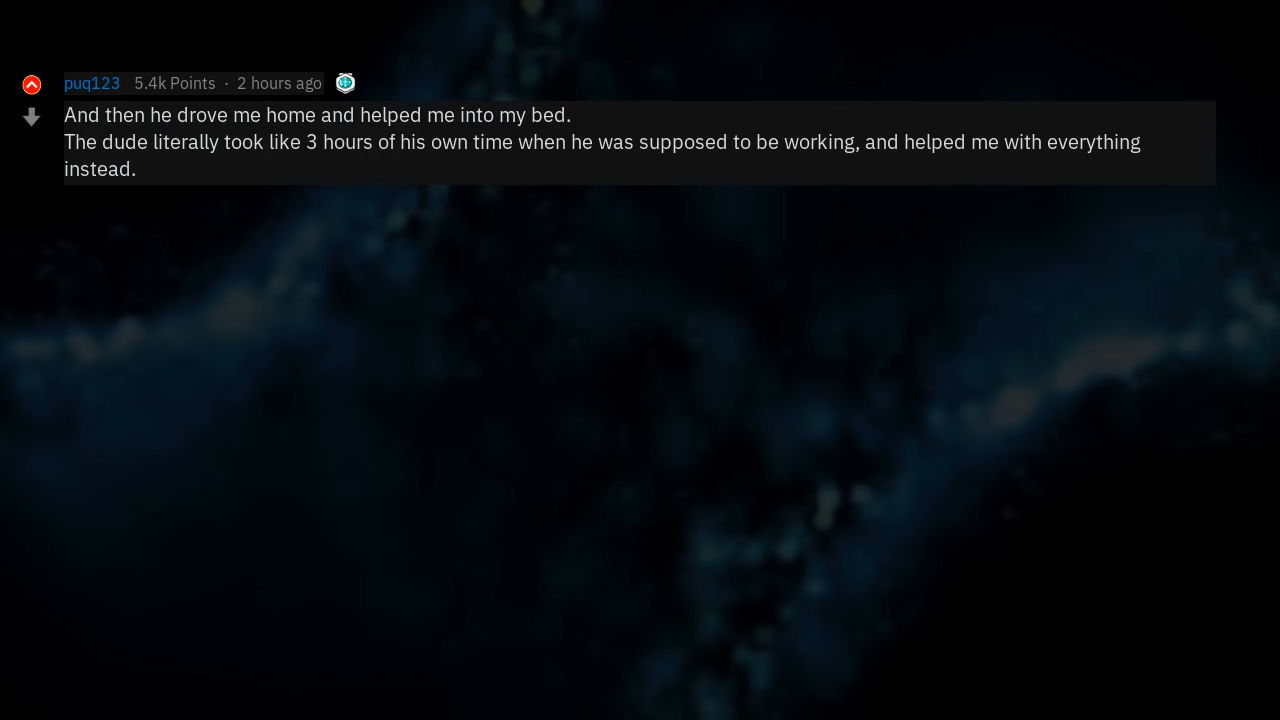 puq123 5.4k Points · 2 hours ago
And then he drove me home and helped me into my bed.
The dude literally took like 3 hours of his own time when he was supposed to be working, and helped me with everything
instead.